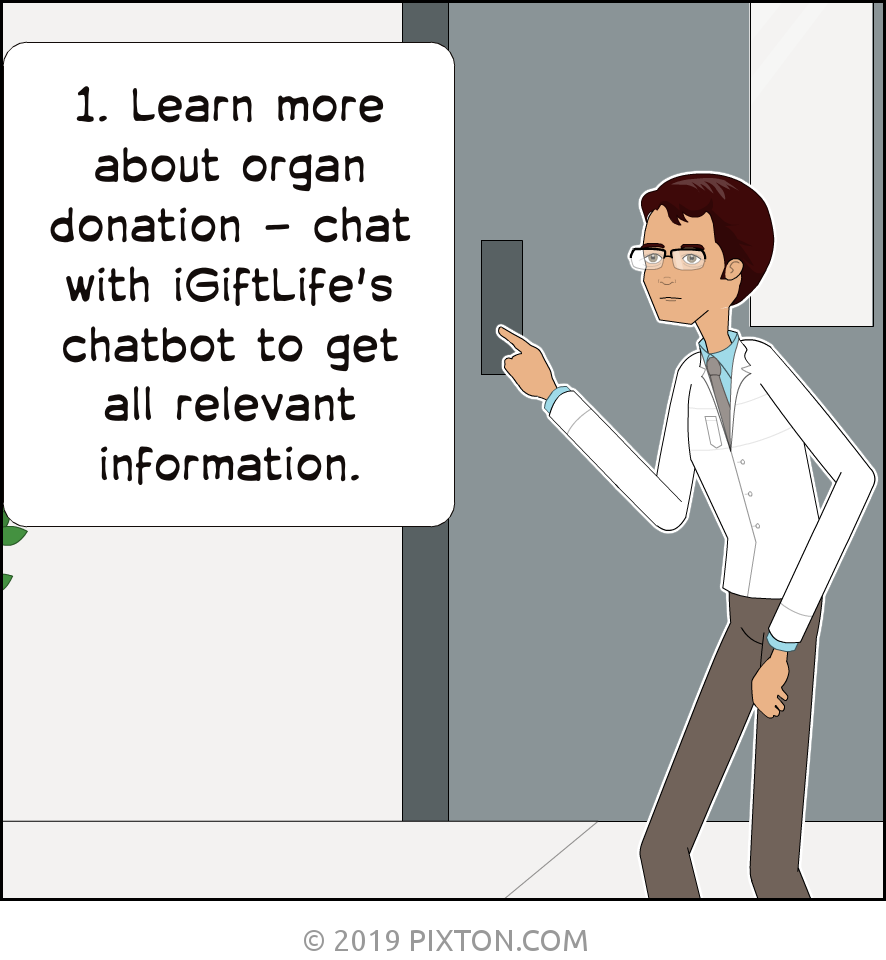 1. Learn more
about organ
donation – chat
with iGiftLife's
chatbot to get
all relevant
information.
© 2019 PIXTON.COM